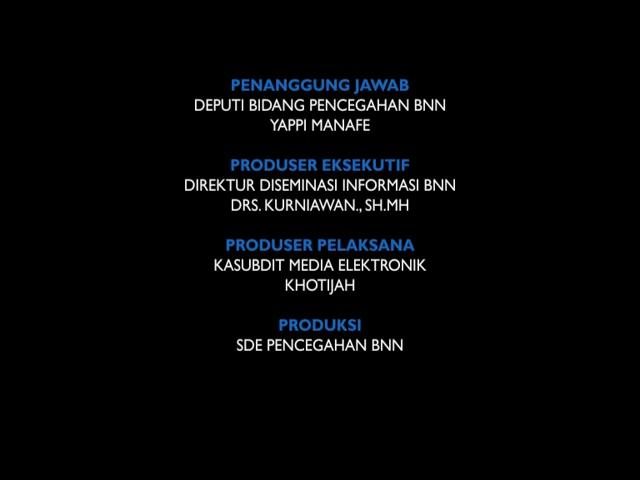 PENANGGUNG JAWAB
DEPUTI BIDANG PENCEGAHAN BNN
YAPPI MANAFE
PRODUSER EKSEKUTIF
DIREKTUR DISEMINASI INFORMASI BNN
DRS. KURNIAWAN., SH.MH
PRODUSER PELAKSANA
KASUBDIT MEDIA ELEKTRONIK
KHOTIJAH
PRODUKSI
SDE PENCEGAHAN BNN